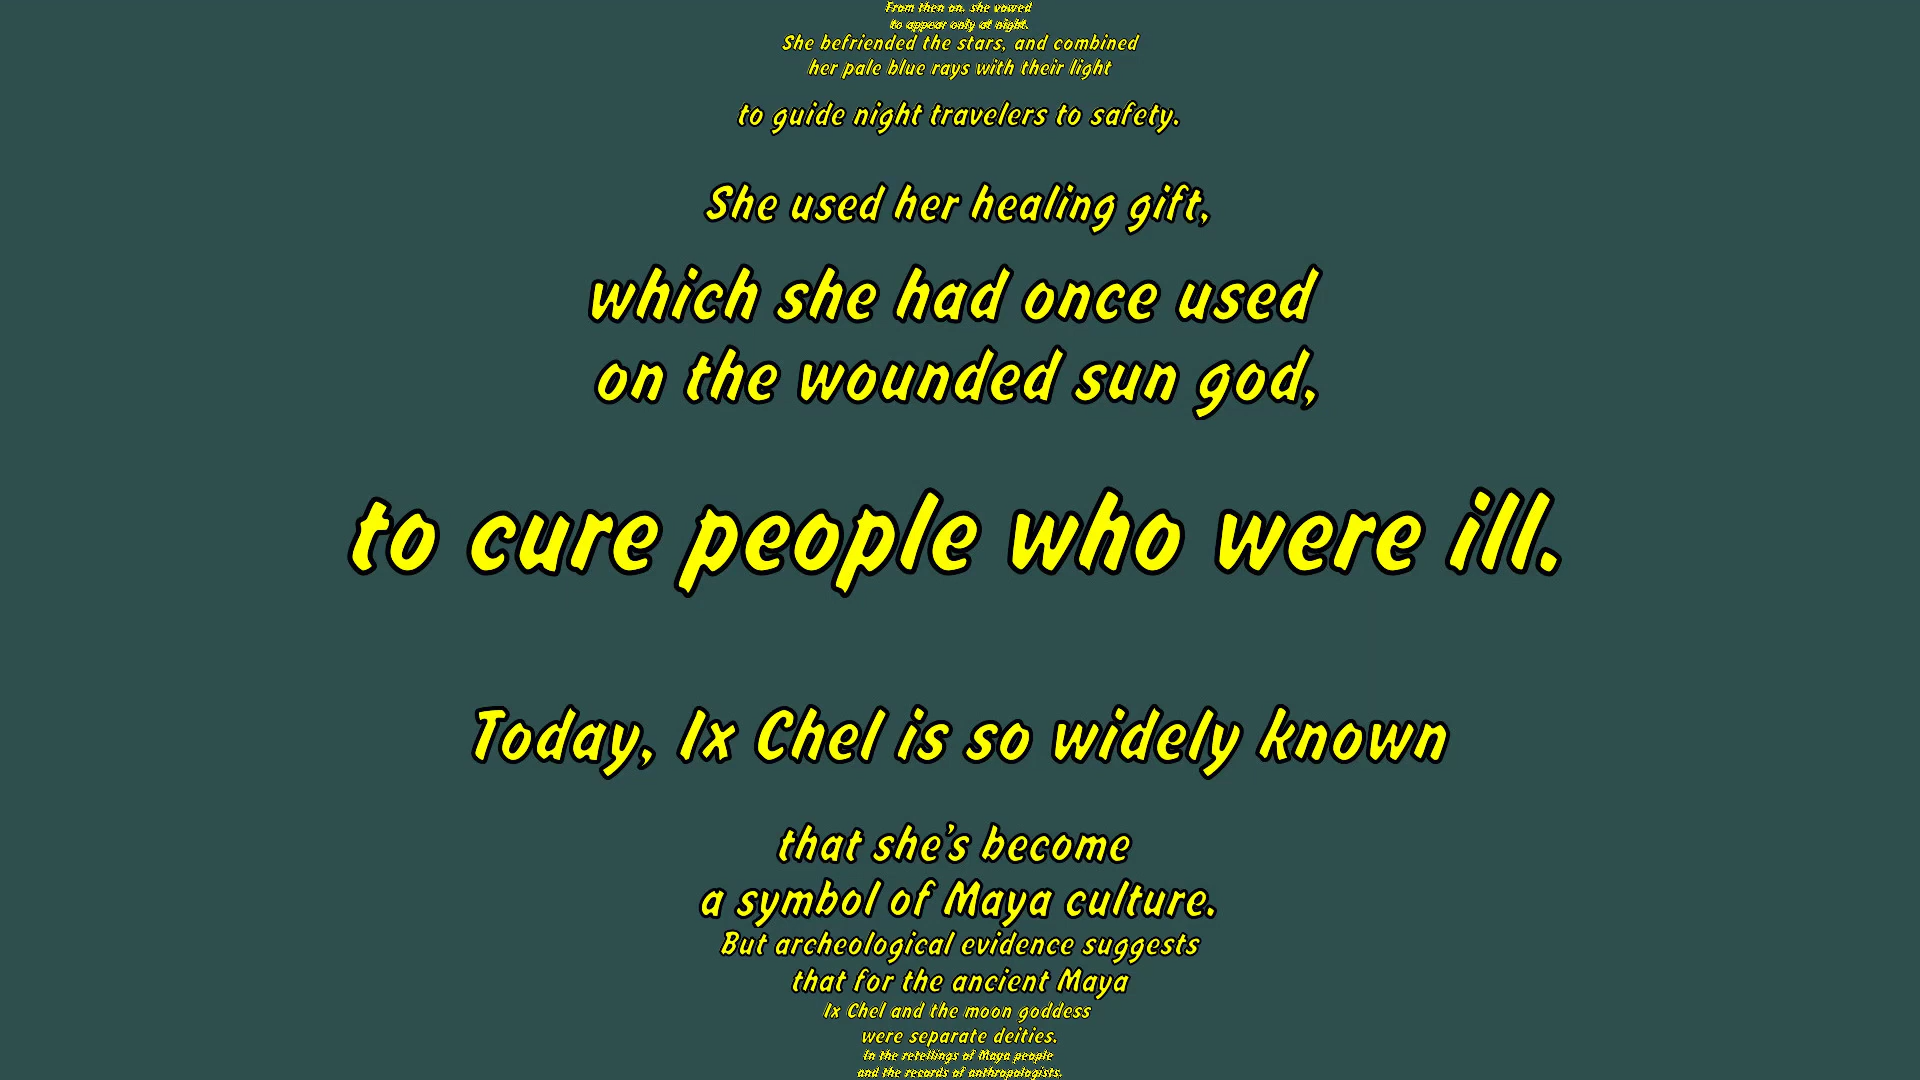 From then on, she vowed
to appear only at night.
She befriended the stars, and combined
her pale blue rays with their light
to guide night travelers to safety.
She used her healing gift,
which she had once used
on the wounded sun god,
to cure people who were ill.
Today, Ix Chel is so widely known
that she’s become
a symbol of Maya culture.
But archeological evidence suggests
that for the ancient Maya
Ix Chel and the moon goddess
were separate deities.
In the retellings of Maya people
and the records of anthropologists.